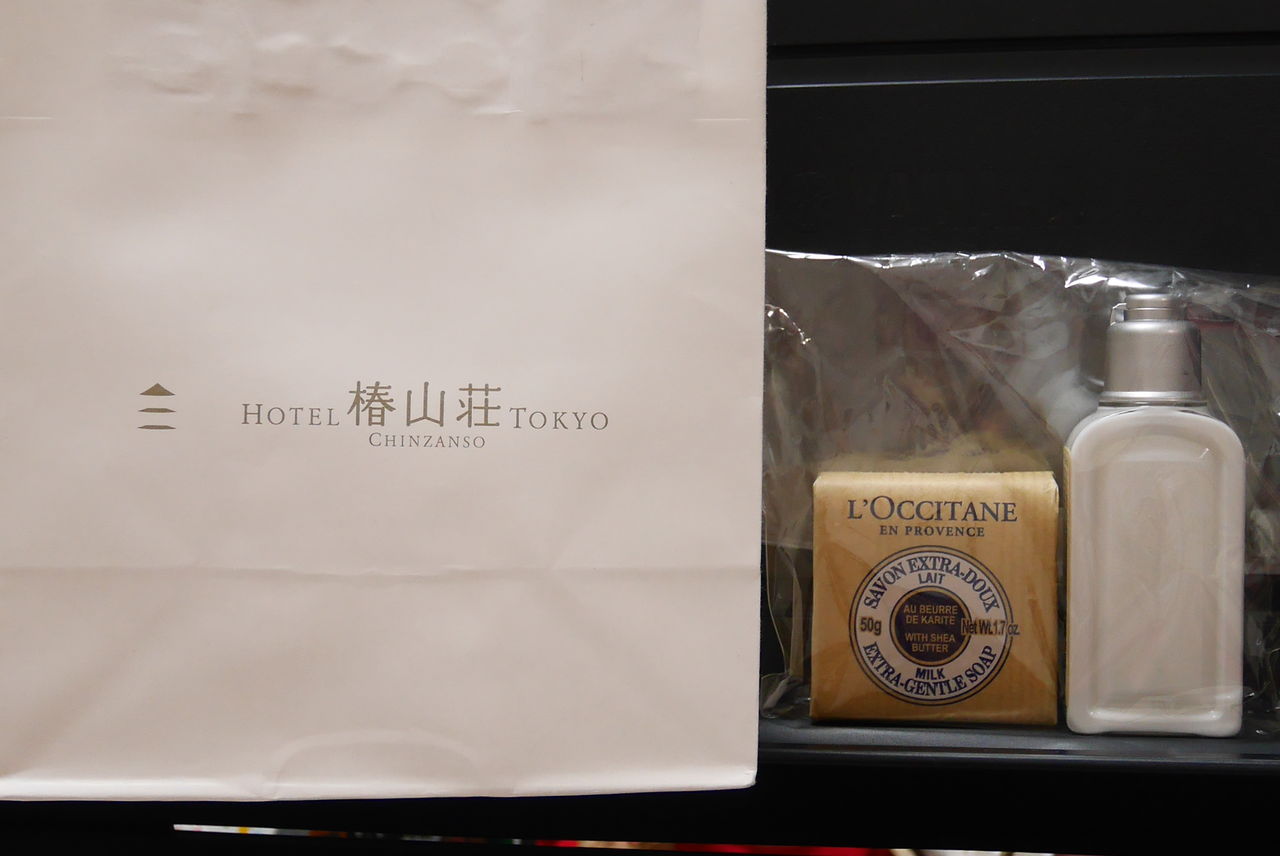 HOTEL 椿山荘 TOKYO
CHINZANSO
L'OCCITANE
EN PROVENCE
SAVON EXTRA-DOUX
LAIT
AU BEURRE
DE KARITÉ
50g
Net Wt. 1.7 oz.
WITH SHEA
BUTTER
MILK
EXTRA-GENTLE SOAP